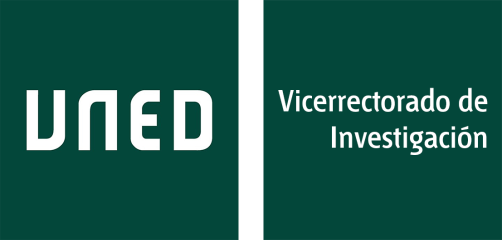 UNED
Vicerrectorado de
Investigación